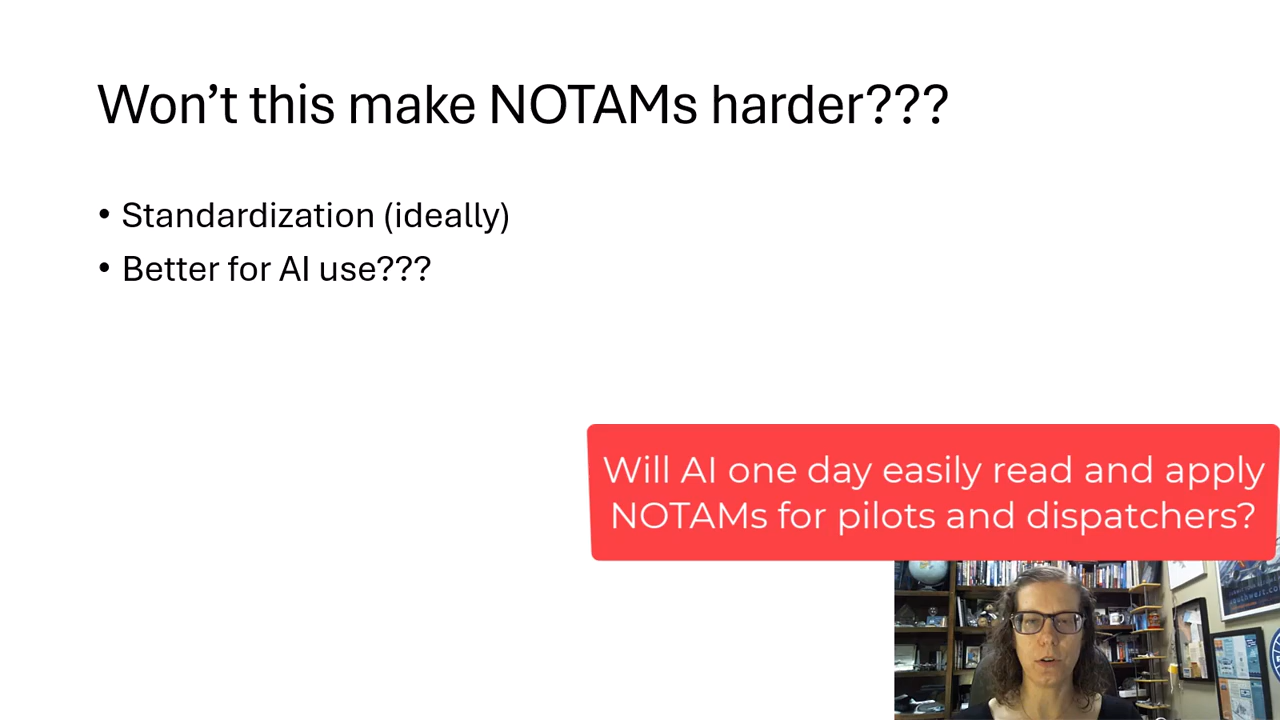 Won’t this make NOTAMs harder???
• Standardization (ideally)
• Better for AI use???
Will AI one day easily read and apply
NOTAMs for pilots and dispatchers?